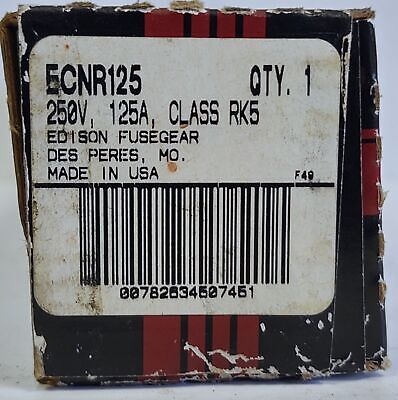 ECNR125 QTY. 1
250V, 125A, CLASS RK5
EDISON FUSEGEAR
DES PERES, MO.
MADE IN USA F49
00782634507451